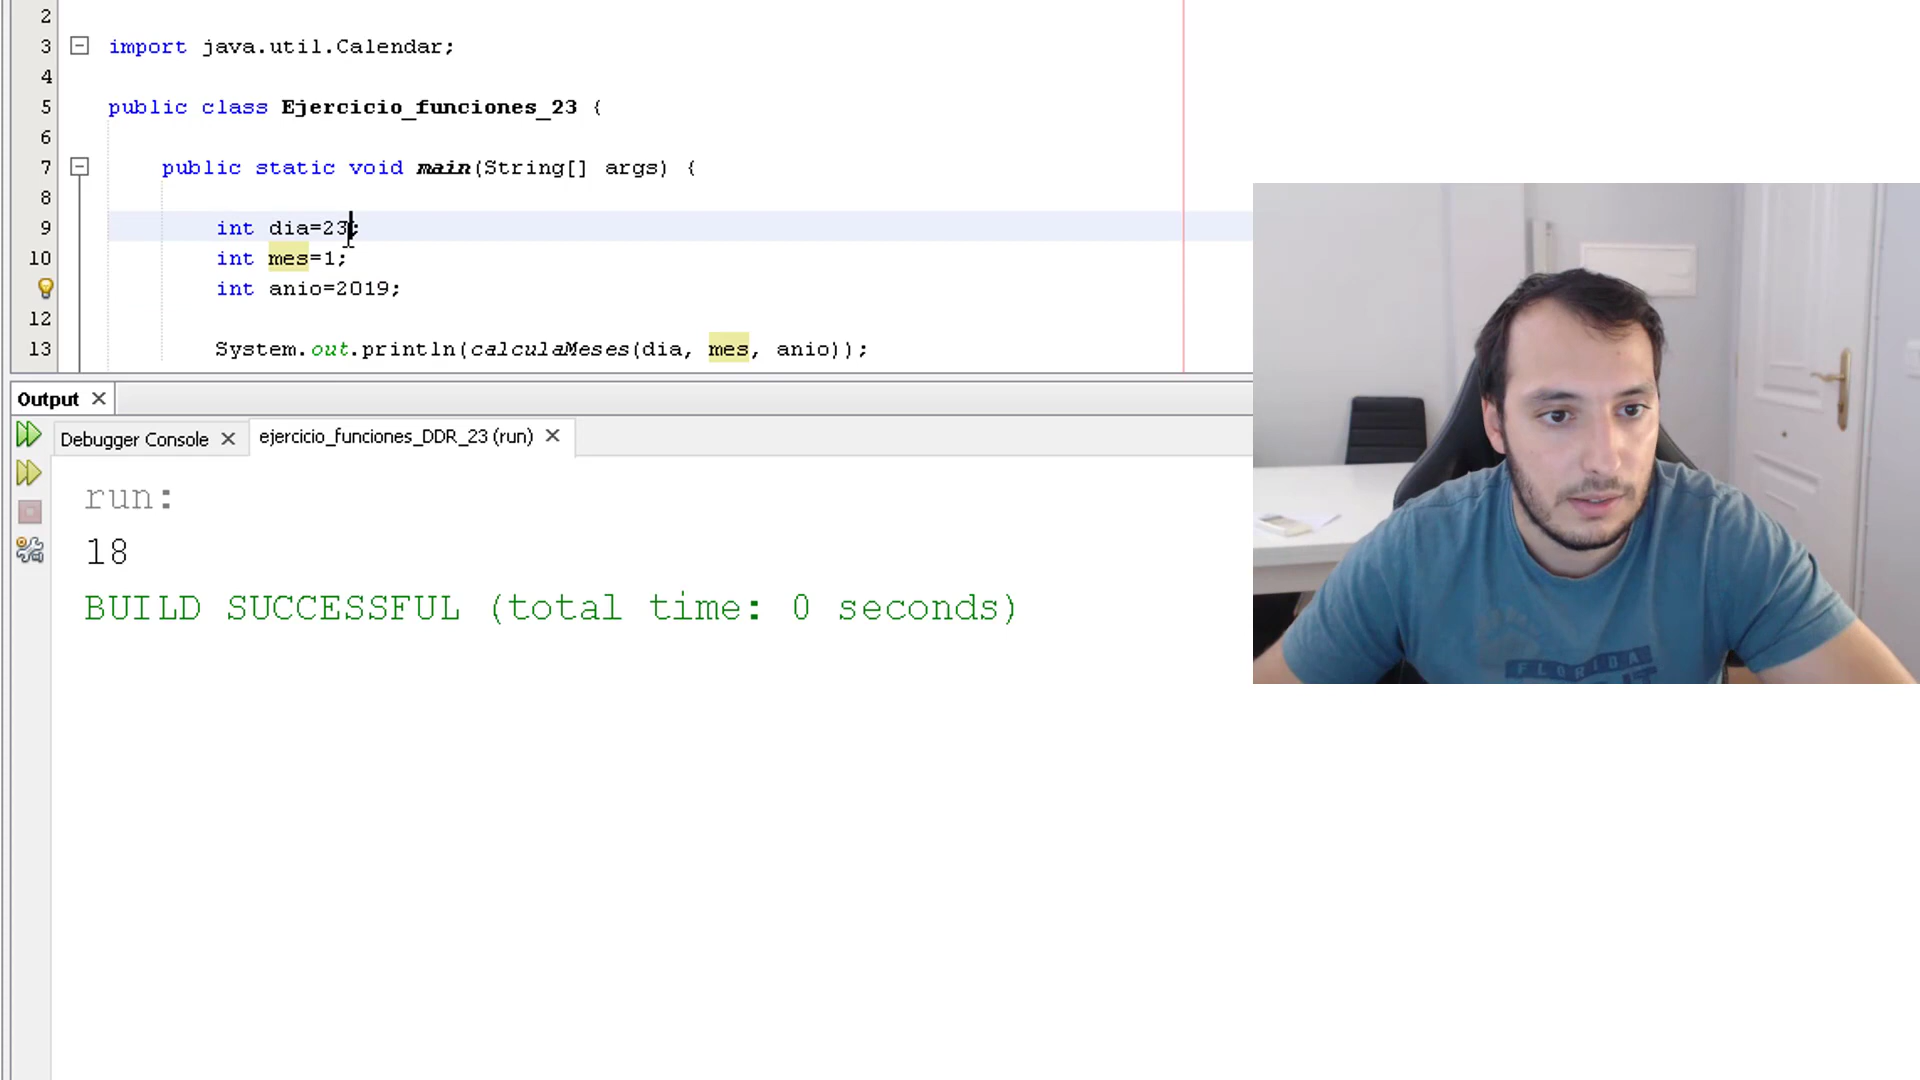 2
3 import java.util.Calendar;
4
5 public class Ejercicio_funciones_23 {
6
7 public static void main(String[] args) {
8
9 int dia=23;
10 int mes=1;
int anio=2019;
12
13 System.out.println(calculaMeses(dia, mes, anio));
Output
Debugger Console
ejercicio_funciones_DDR_23 (run)
run:
18
BUILD SUCCESSFUL (total time: 0 seconds)
FLORIDA